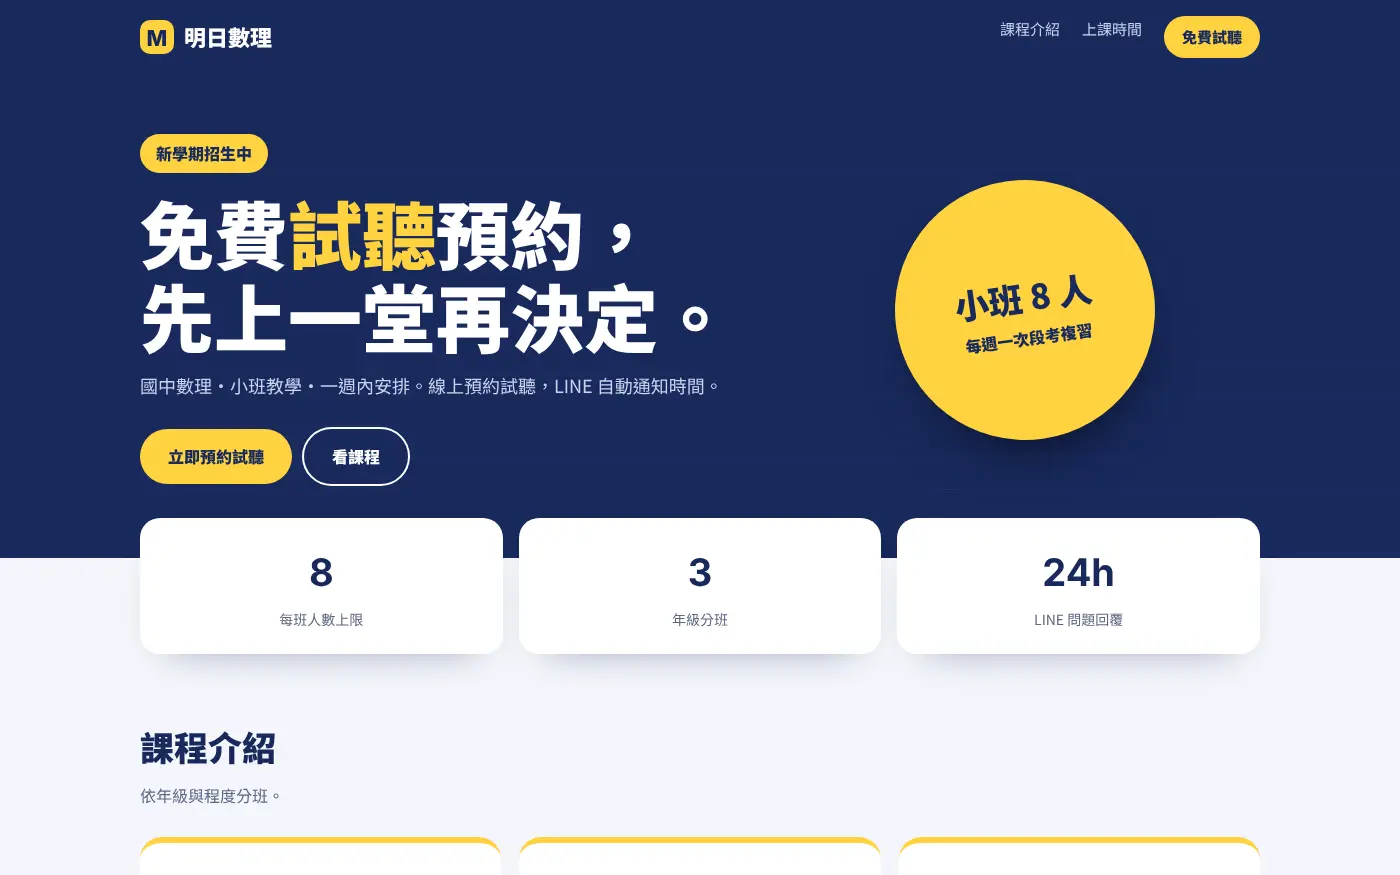 M 明日數理
課程介紹 上課時間 免費試聽
新學期招生中
免費試聽預約，
先上一堂再決定。
國中數理・小班教學・一週內安排。線上預約試聽，LINE 自動通知時間。
立即預約試聽 看課程
小班 8 人
每週一次段考複習
8
每班人數上限
3
年級分班
24h
LINE 問題回覆
課程介紹
依年級與程度分班。